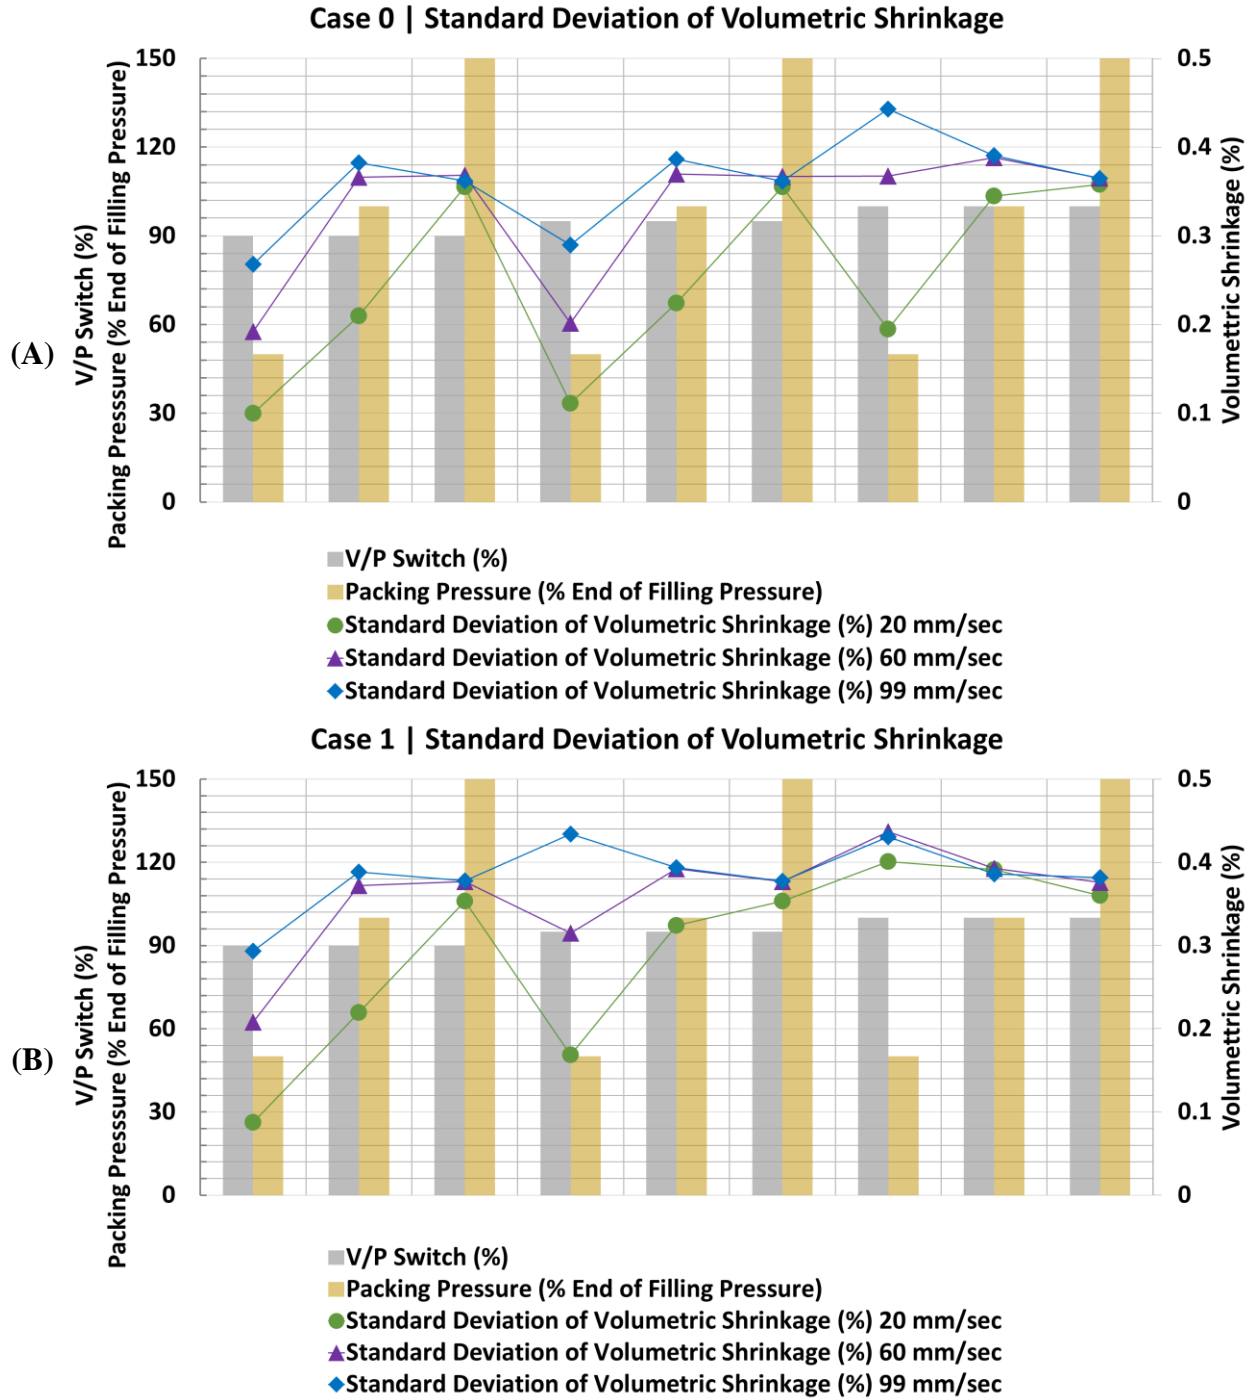 Case 0 | Standard Deviation of Volumetric Shrinkage
(A)
V/P Switch (%)
Packing Presssure (% End of Filling Pressure)
150
120
90
60
30
0
0.5
0.4
0.3
0.2
0.1
0
Volumettric Shrinkage (%)
V/P Switch (%)
Packing Pressure (% End of Filling Pressure)
Standard Deviation of Volumetric Shrinkage (%) 20 mm/sec
Standard Deviation of Volumetric Shrinkage (%) 60 mm/sec
Standard Deviation of Volumetric Shrinkage (%) 99 mm/sec
Case 1 | Standard Deviation of Volumetric Shrinkage
(B)
V/P Switch (%)
Packing Presssure (% End of Filling Pressure)
150
120
90
60
30
0
0.5
0.4
0.3
0.2
0.1
0
Volumettric Shrinkage (%)
V/P Switch (%)
Packing Pressure (% End of Filling Pressure)
Standard Deviation of Volumetric Shrinkage (%) 20 mm/sec
Standard Deviation of Volumetric Shrinkage (%) 60 mm/sec
Standard Deviation of Volumetric Shrinkage (%) 99 mm/sec